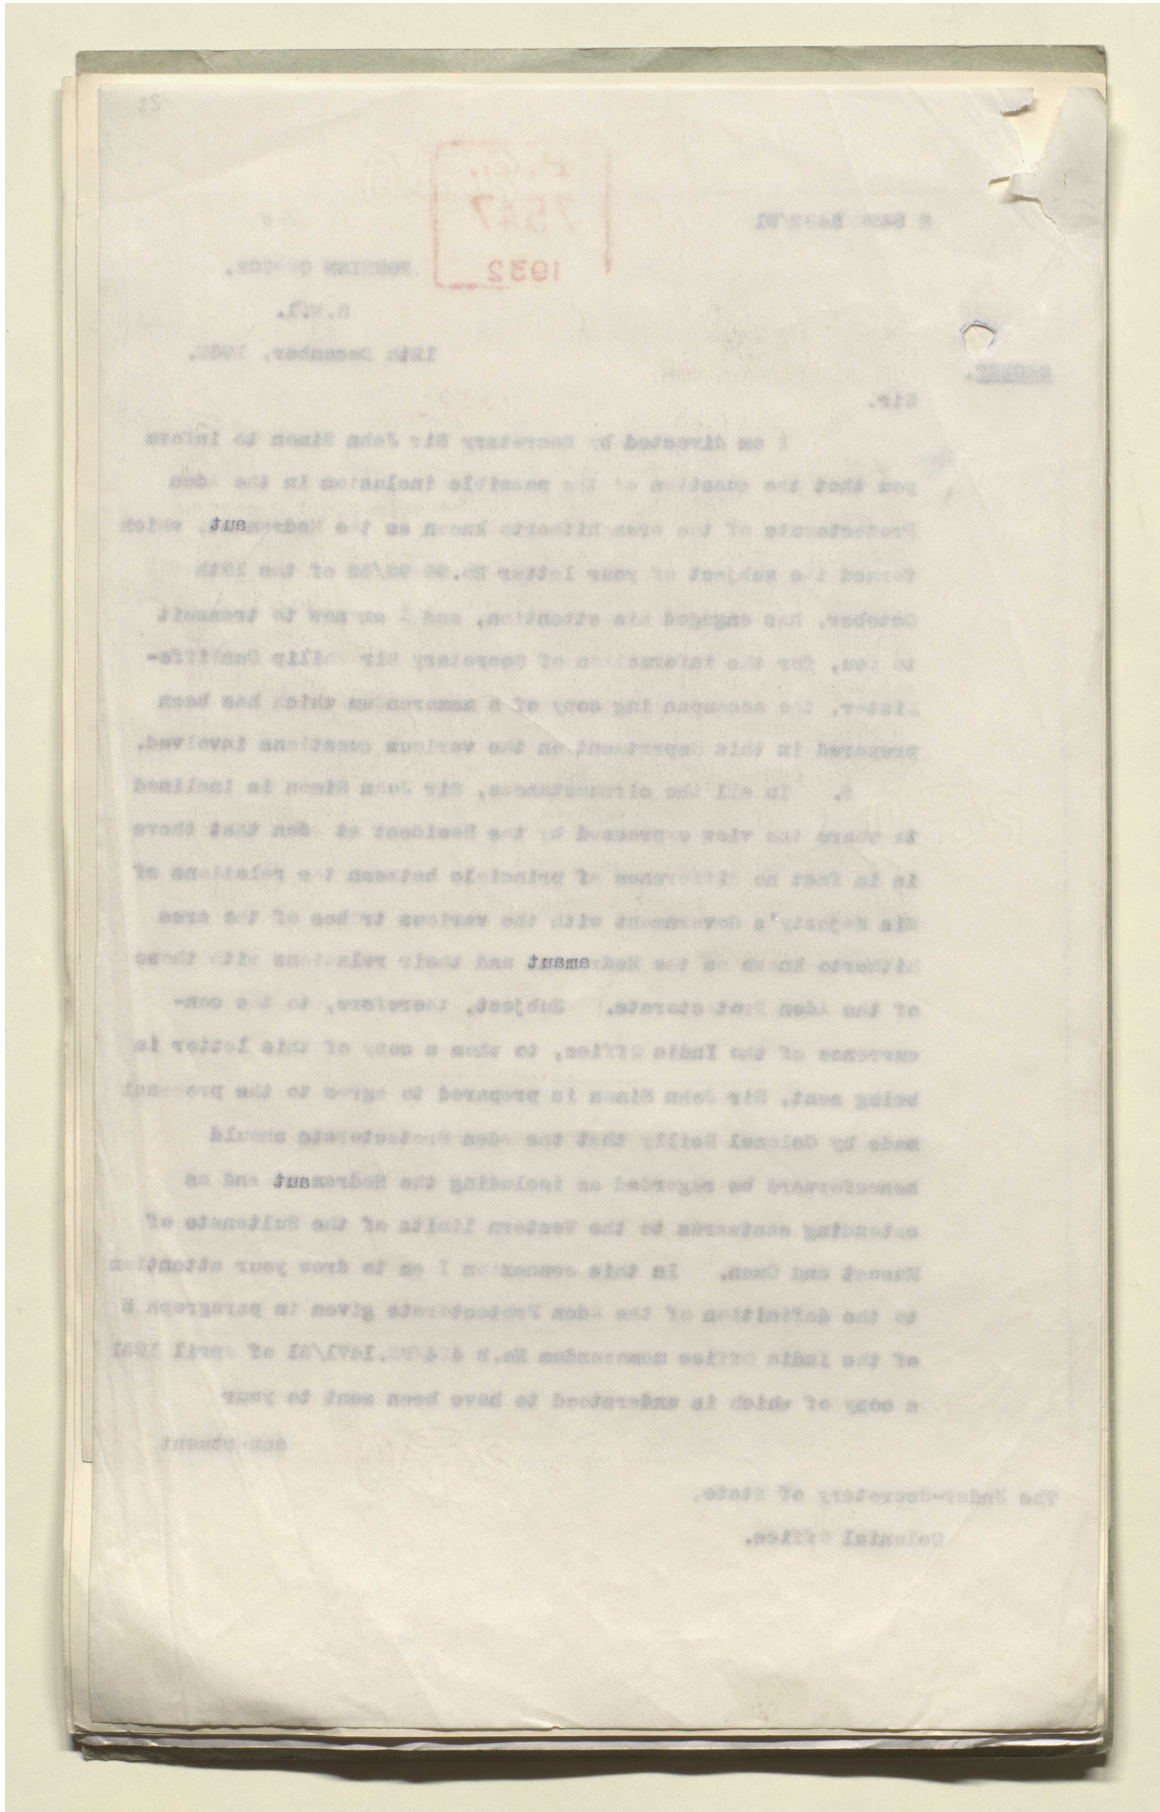 23
7547
1932
S.W.1.
12th December, 1932.
Sir,
I am directed by Secretary Sir John Simon to inform
you that the question of the possible inclusion in the Aden
Protectorate of the area hitherto known as the Hadramaut, which
formed the subject of your letter No. of the
October, has engaged his attention, and I am now to transmit
to you, for the information of Secretary Sir Philip Cunliffe-
Lister, the accompanying copy of a memorandum which has been
prepared in this department on the various questions involved.
2. In all the circumstances, Sir John Simon is inclined
to share the view expressed by the Resident at Aden that there
is in fact no difference of principle between the relations of
His Majesty's Government with the various tribes of the area
hitherto known as the Hadramaut and their relations with those
of the Aden Protectorate. Subject, therefore, to the con-
currence of the India Office, to whom a copy of this letter is
being sent, Sir John Simon is prepared to agree to the proposal
made by Colonel Reilly that the Aden Protectorate should
henceforward be regarded as including the Hadramaut and as
extending eastwards to the Western limits of the Sultanate of
Muscat and Oman. In this connexion I am to draw your attention
to the definition of the Aden Protectorate given in paragraph
of the India Office memorandum No. of April 1931
a copy of which is understood to have been sent to your
department
The Under-Secretary of State,
Colonial Office.